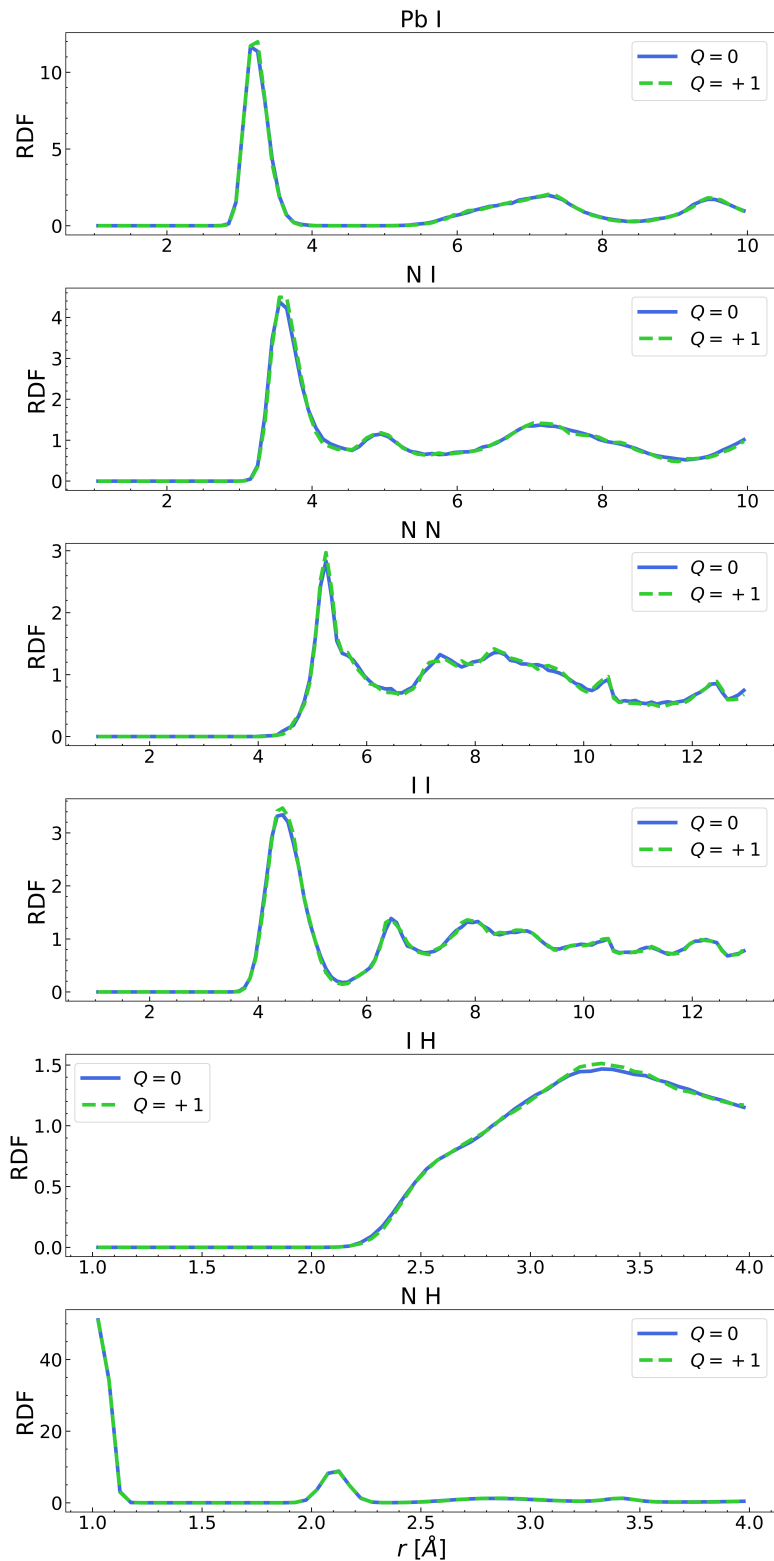 Pb I
RDF
10
5
0
Q = 0
Q = +1
2 4 6 8 10
N I
RDF
4
3
2
1
0
Q = 0
Q = +1
2 4 6 8 10
N N
RDF
3
2
1
0
Q = 0
Q = +1
2 4 6 8 10 12
I I
RDF
3
2
1
0
Q = 0
Q = +1
2 4 6 8 10 12
I H
RDF
1.5
1.0
0.5
0.0
Q = 0
Q = +1
1.0 1.5 2.0 2.5 3.0 3.5 4.0
N H
RDF
40
20
0
Q = 0
Q = +1
1.0 1.5 2.0 2.5 3.0 3.5 4.0
r [Å]